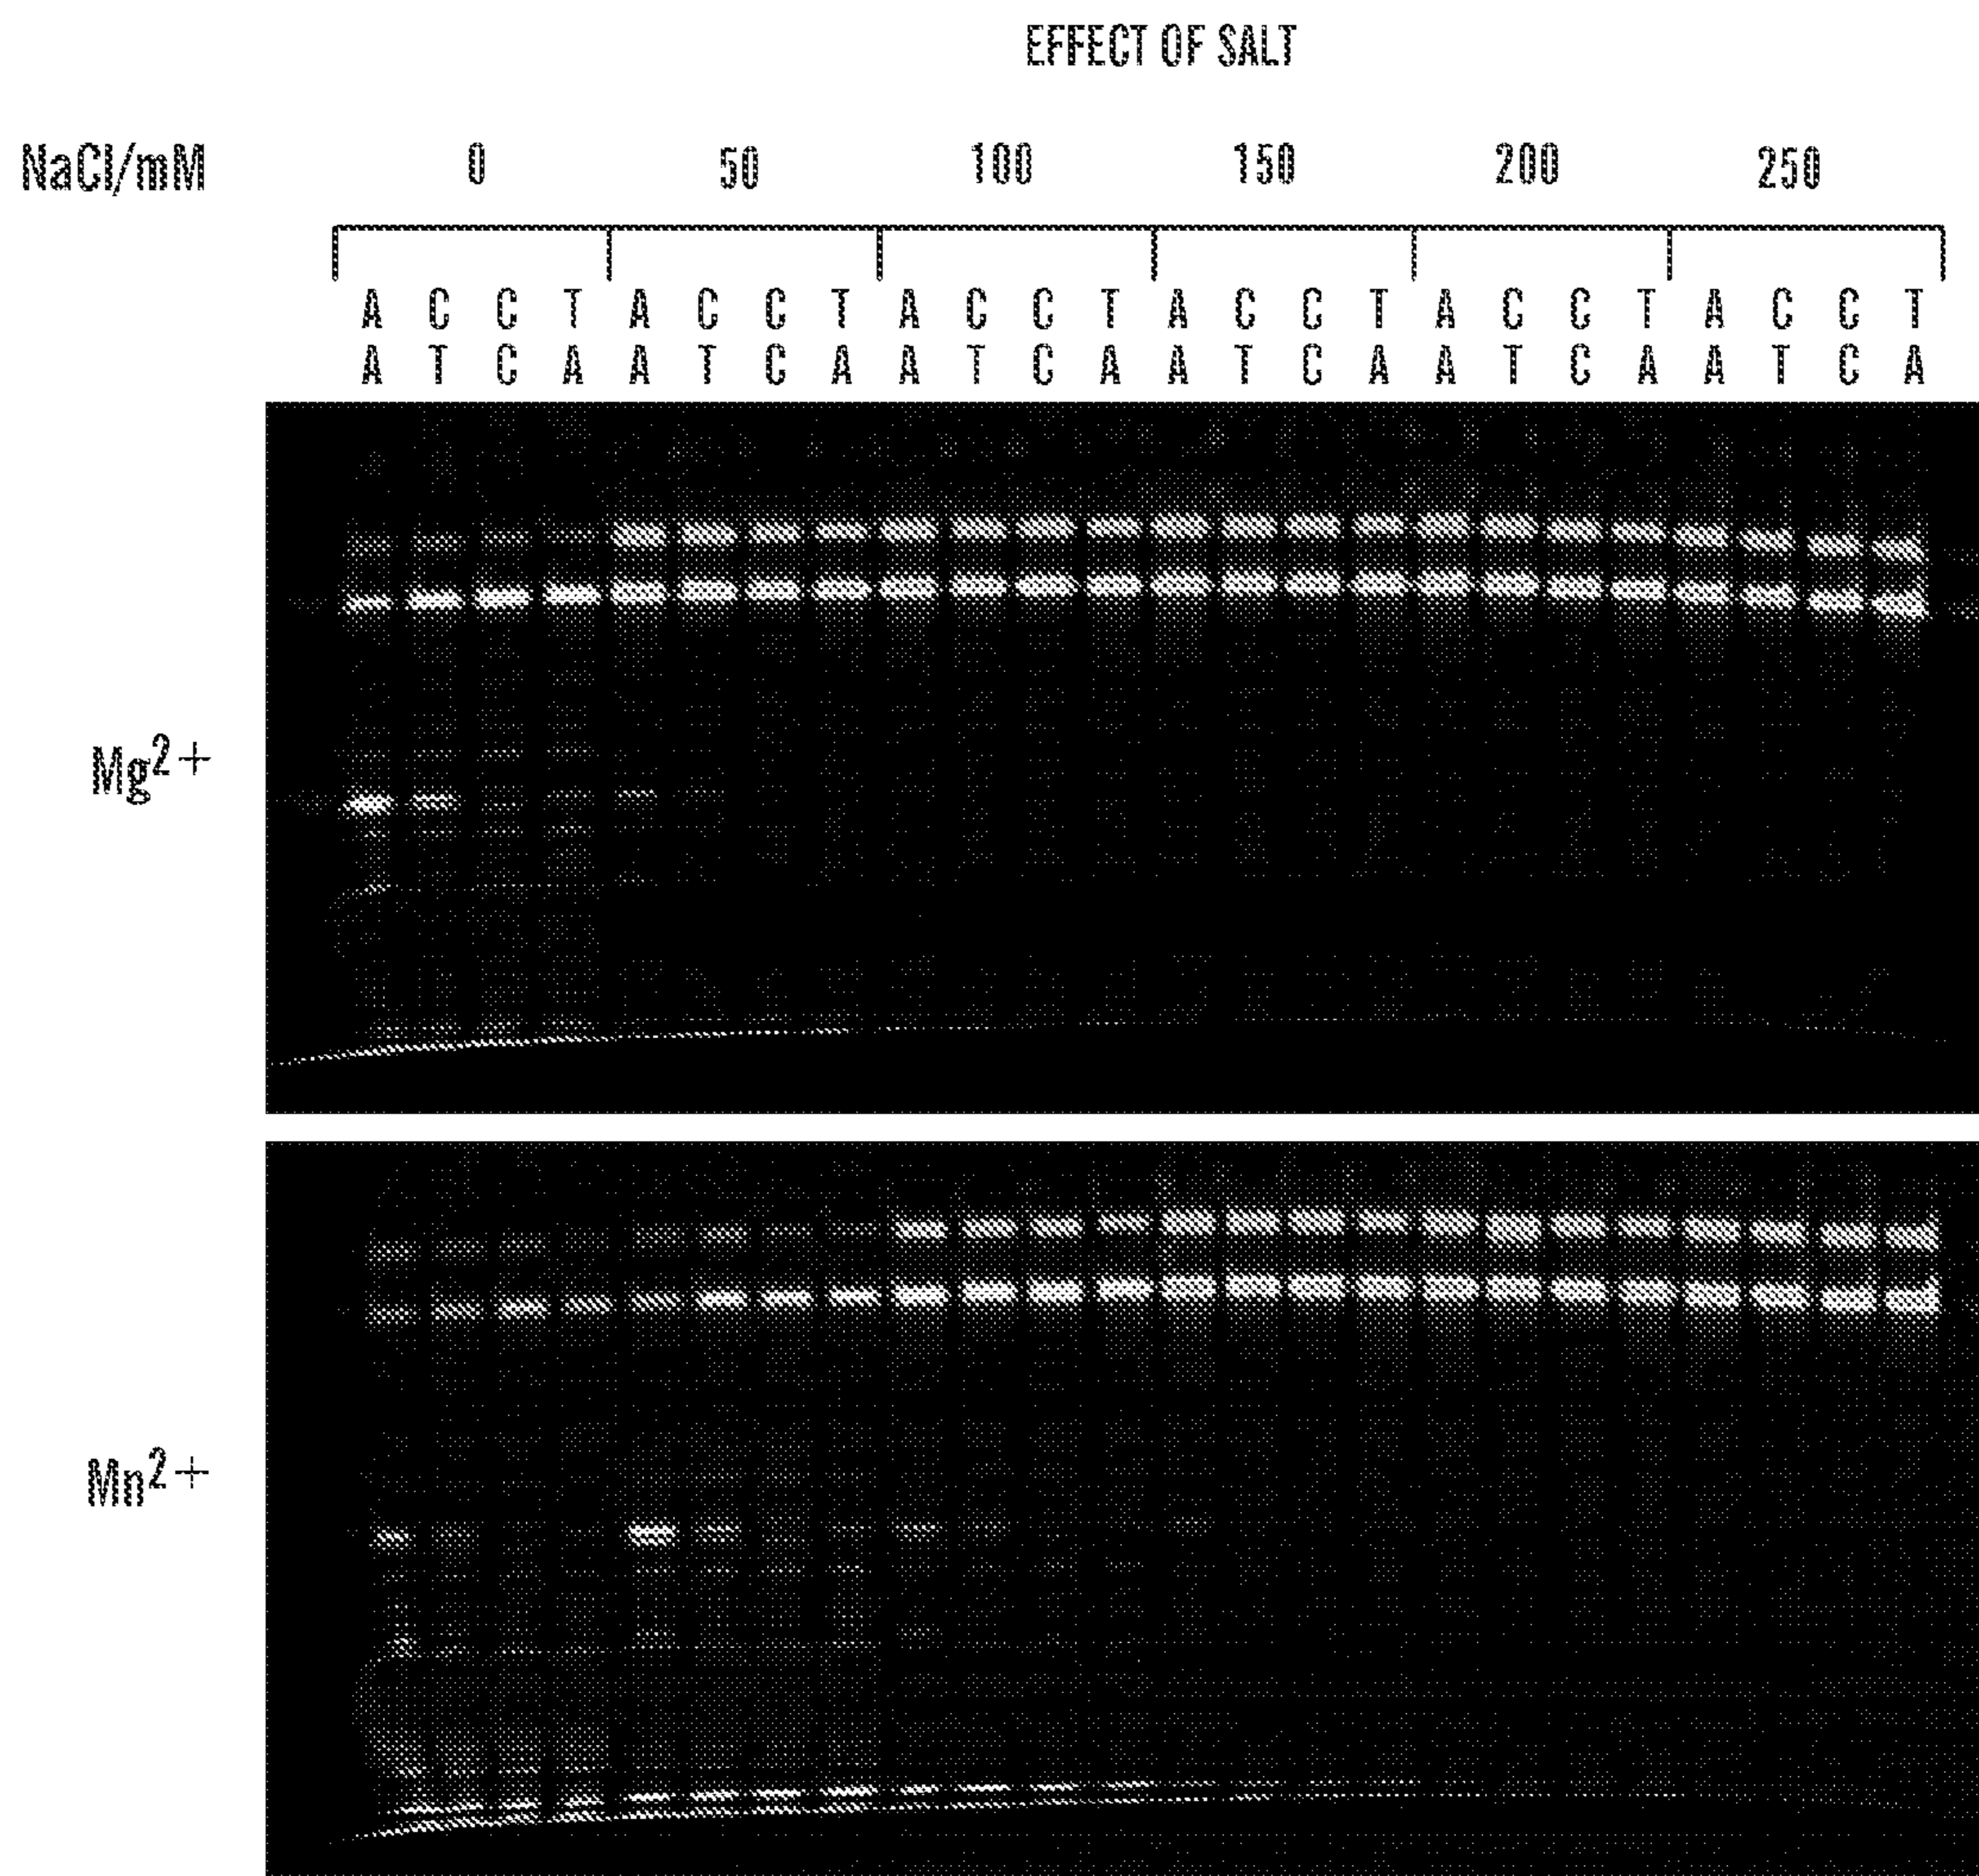 EFFECT OF SALT
NaCl/mM 0 50 100 150 200 250
A C C T A C C T A C C T A C C T A C C T A C C T
A T C A A T C A A T C A A T C A A T C A A T C A
Mg²⁺
Mn²⁺